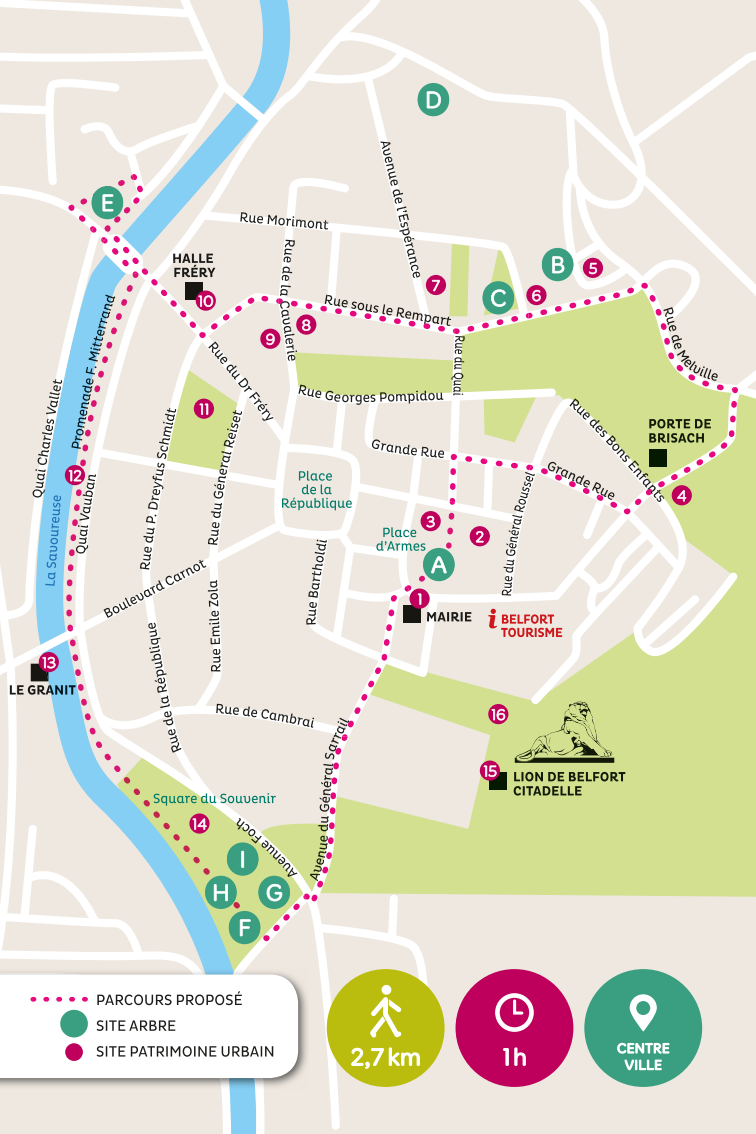 D
Avenue de l'Espérance
E
Rue Morimont
HALLE
FRÉRY
10
Rue de la Cavalerie
7
B
5
C
6
Rue sous le Rempart
8
9
Rue de Melville
Promenade F. Mitterrand
Rue du Dr Fréry
Rue du Quai
Quai Charles Vallet
11
Rue Georges Pompidou
Rue des Bons Enfants
PORTE DE
BRISACH
4
Rue du P. Dreyfus Schmidt
Rue du Général Reiset
Grande Rue
Grande Rue
12
Quai Vauban
La Savoureuse
Place
de la
République
3
Place
d'Armes
2
A
Rue du Général Roussel
Boulevard Carnot
Rue Emile Zola
Rue Bartholdi
1
MAIRIE
i BELFORT
TOURISME
13
LE GRANIT
Rue de la République
Rue de Cambrai
16
15
LION DE BELFORT
CITADELLE
Avenue du Général Sarrail
Square du Souvenir
14
Avenue Foch
I
H
G
F
PARCOURS PROPOSÉ
SITE ARBRE
SITE PATRIMOINE URBAIN
2,7 km
1 h
CENTRE
VILLE